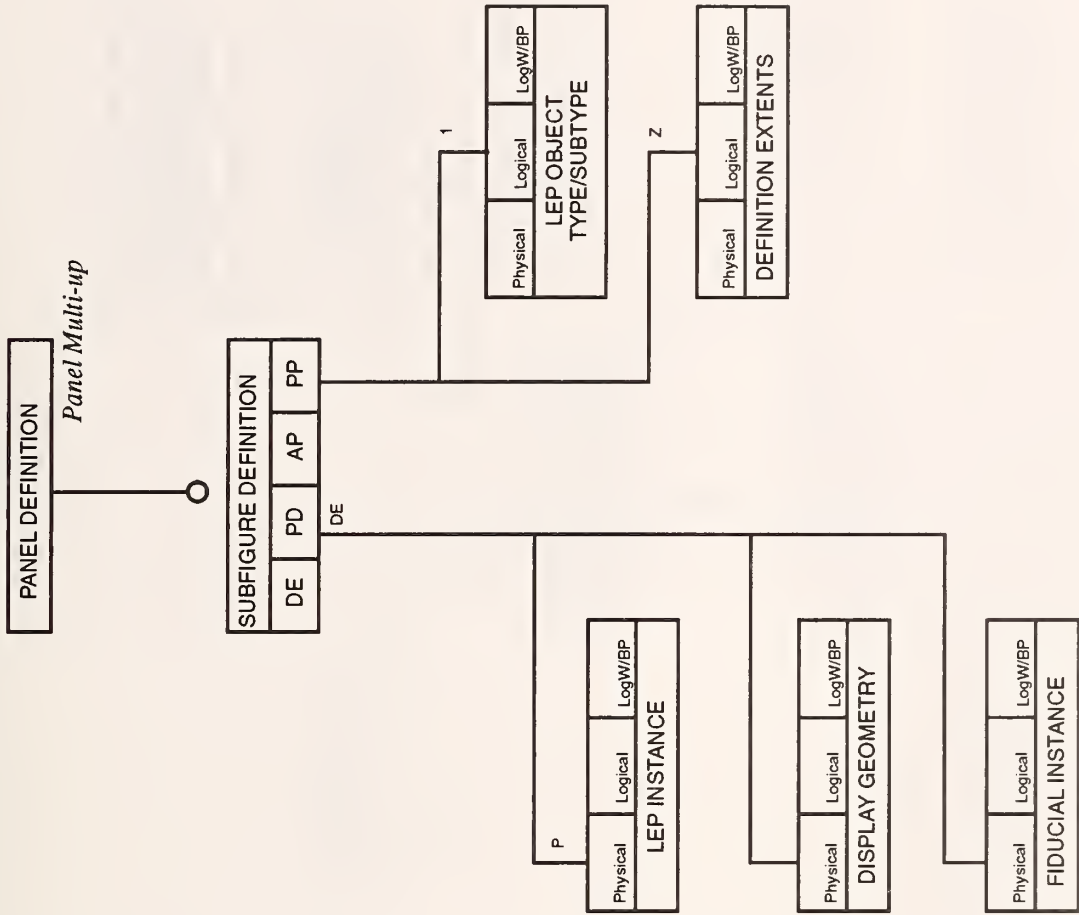 PANEL DEFINITION
Panel Multi-up
SUBFIGURE DEFINITION
DE PD AP PP
DE
1
Physical Logical LogW/BP
LEP OBJECT
TYPE/SUBTYPE
Z
Physical Logical LogW/BP
DEFINITION EXTENTS
P
Physical Logical LogW/BP
LEP INSTANCE
Physical Logical LogW/BP
DISPLAY GEOMETRY
Physical Logical LogW/BP
FIDUCIAL INSTANCE